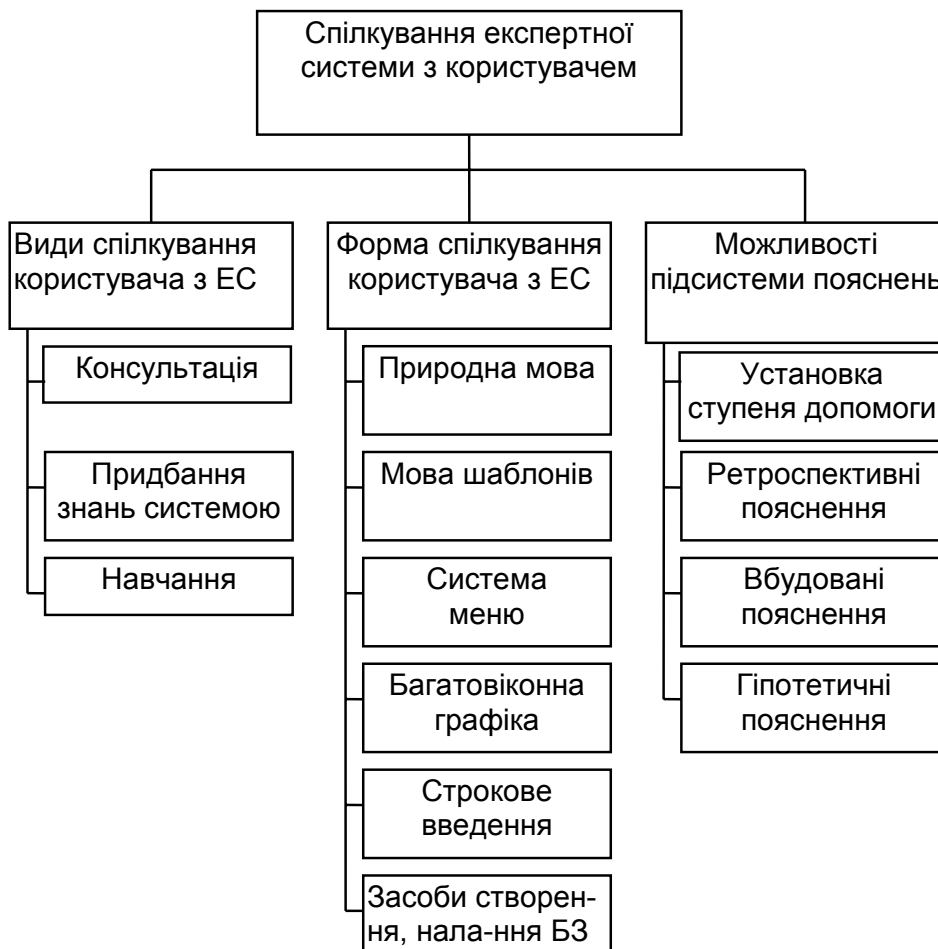 Спілкування експертної
системи з користувачем
Види спілкування
користувача з ЕС
Консультація
Придбання
знань системою
Навчання
Форма спілкування
користувача з ЕС
Природна мова
Мова шаблонів
Система
меню
Багатовіконна
графіка
Строкове
введення
Засоби створен-
ня, нала-ння БЗ
Можливості
підсистеми пояснень
Установка
ступеня допомоги
Ретроспективні
пояснення
Вбудовані
пояснення
Гіпотетичні
пояснення